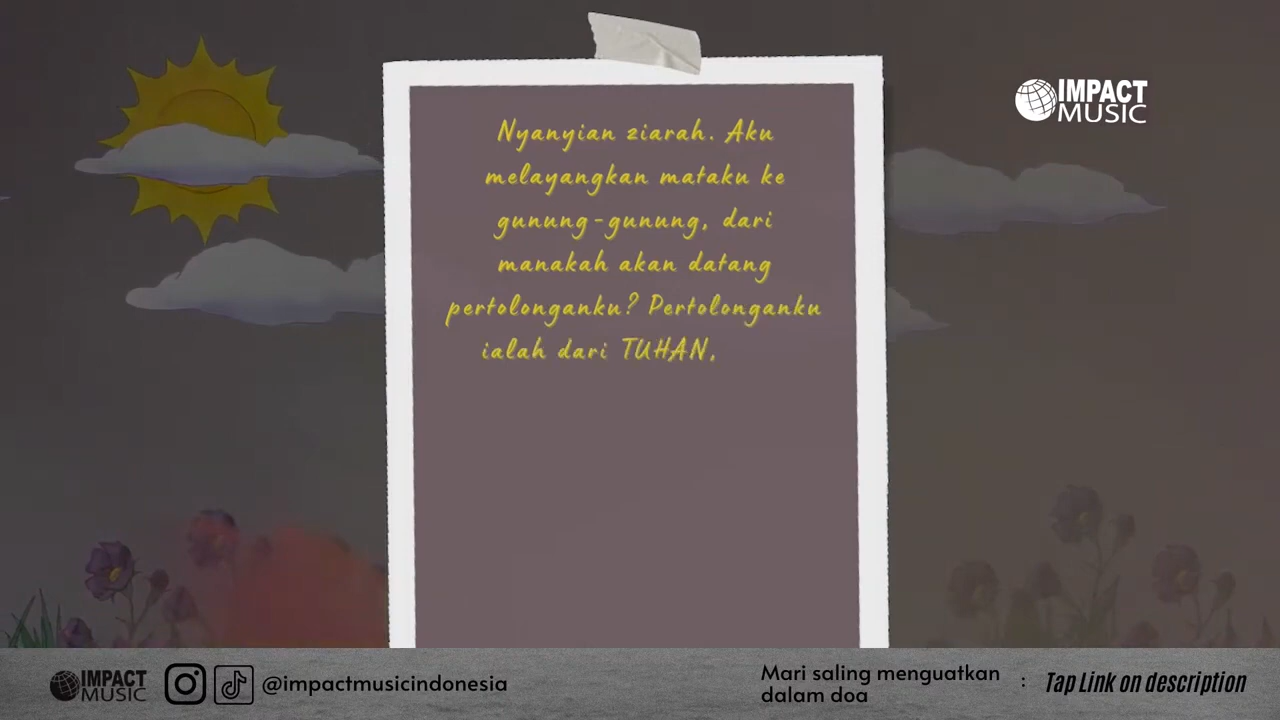 IMPACT
MUSIC
Nyanyian ziarah. Aku
melayangkan mataku ke
gunung-gunung, dari
manakah akan datang
pertolonganku? Pertolonganku
ialah dari TUHAN,
IMPACT
MUSIC
@impactmusicindonesia
Mari saling menguatkan
dalam doa
: Tap Link on description